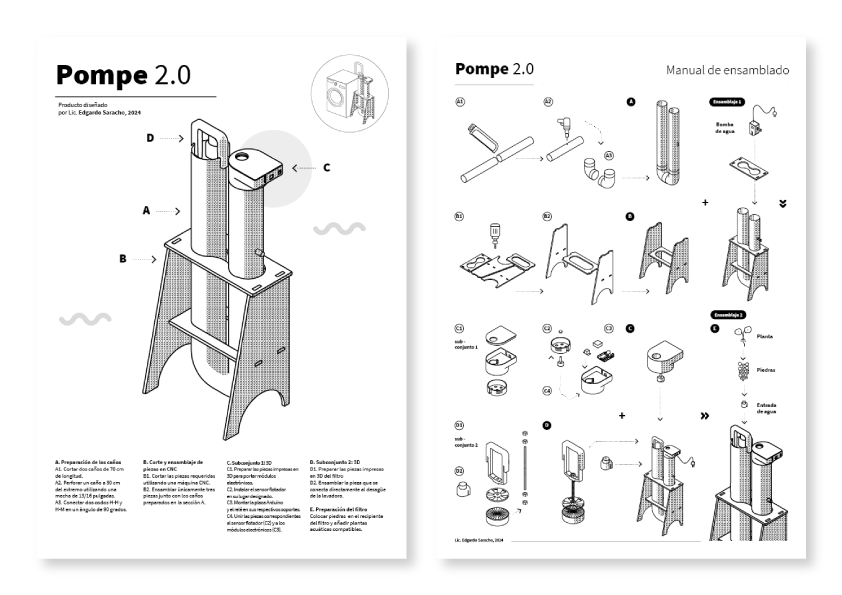 Pompe 2.0
Producto diseñado
por Lic. Edgardo Saracho, 2024
D
C
A
B
A. Preparación de los caños
A1. Cortar dos caños de 70 cm
de longitud.
A2. Perforar un caño a 50 cm
del extremo utilizando una
mecha de 13/16 pulgadas.
A3. Conectar dos codos H-H y
H-M en un ángulo de 90 grados.
B. Corte y ensamblaje de
piezas en CNC
B1. Cortar las piezas requeridas
utilizando una máquina CNC.
B2. Ensamblar únicamente tres
piezas junto con los caños
preparados en la sección A.
C. Subconjunto 1: 3D
C1. Preparar las piezas impresas en
3D para portar módulos
electrónicos.
C2. Instalar el sensor flotador
en su lugar designado.
C3. Montar la placa Arduino
y el relé en sus respectivos soportes.
C4. Unir las piezas correspondientes
al sensor flotador (C2) y a los
módulos electrónicos (C3).
D. Subconjunto 2: 3D
D1. Preparar las piezas impresas
en 3D del filtro
D2. Ensamblar la pieza que se
conecta directamente al desagüe
de la lavadora.
E. Preparación del filtro
Colocar piedras en el recipiente
del filtro y añadir plantas
acuáticas compatibles.
Pompe 2.0
Manual de ensamblado
A1
A2
A3
A
Ensamblaje 1
Bomba
de agua
+
B1
B2
B
Ensamblaje 2
C1
sub-
conjunto 1
C2
C3
C4
C
E
Planta
Piedras
Entrada
de agua
+
D1
sub-
conjunto 2
D2
D
Lic. Edgardo Saracho, 2024